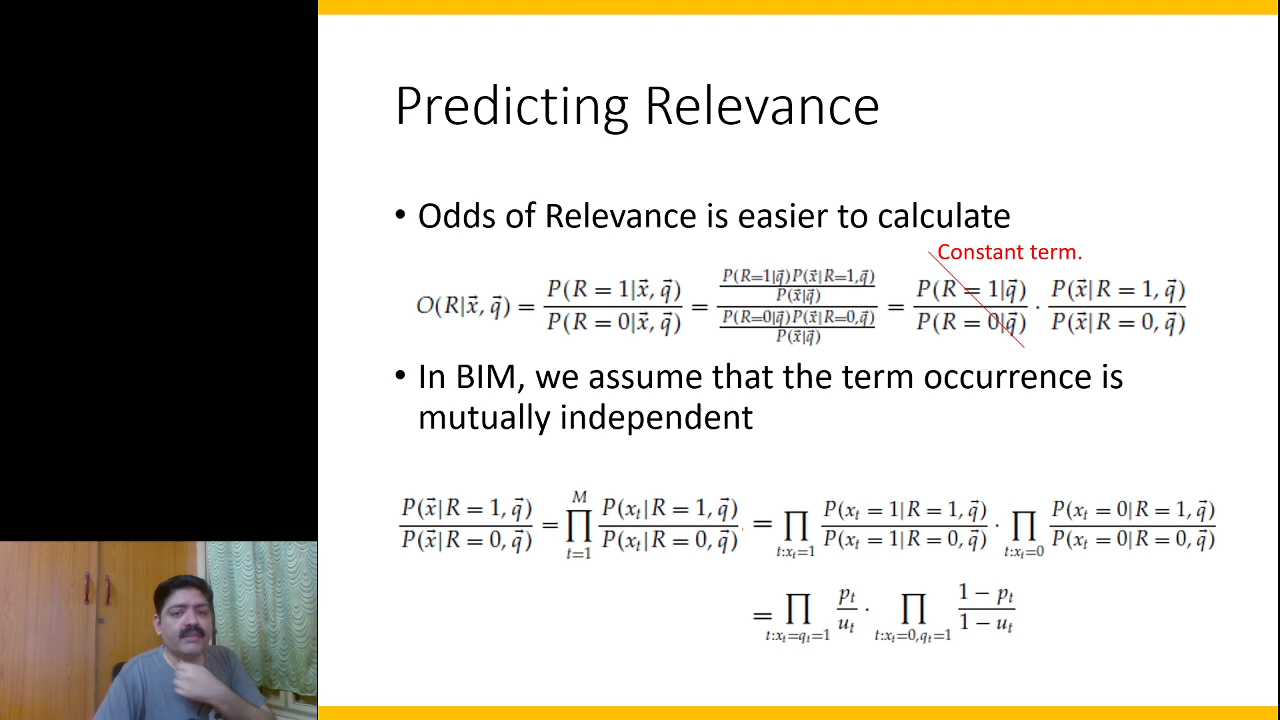 Predicting Relevance
• Odds of Relevance is easier to calculate
Constant term.
O(R|x⃗, q⃗) = P(R = 1|x⃗, q⃗) / P(R = 0|x⃗, q⃗) = (P(R=1|q⃗)P(x⃗|R=1,q⃗) / P(x⃗|q⃗)) / (P(R=0|q⃗)P(x⃗|R=0,q⃗) / P(x⃗|q⃗)) = P(R = 1|q⃗) / P(R = 0|q⃗) · P(x⃗|R = 1, q⃗) / P(x⃗|R = 0, q⃗)
• In BIM, we assume that the term occurrence is
mutually independent
P(x⃗|R = 1, q⃗) / P(x⃗|R = 0, q⃗) = ∏_{t=1}^{M} P(x_t|R = 1, q⃗) / P(x_t|R = 0, q⃗) = ∏_{t:x_t=1} P(x_t = 1|R = 1, q⃗) / P(x_t = 1|R = 0, q⃗) · ∏_{t:x_t=0} P(x_t = 0|R = 1, q⃗) / P(x_t = 0|R = 0, q⃗)
= ∏_{t:x_t=q_t=1} p_t / u_t · ∏_{t:x_t=0,q_t=1} (1 − p_t) / (1 − u_t)